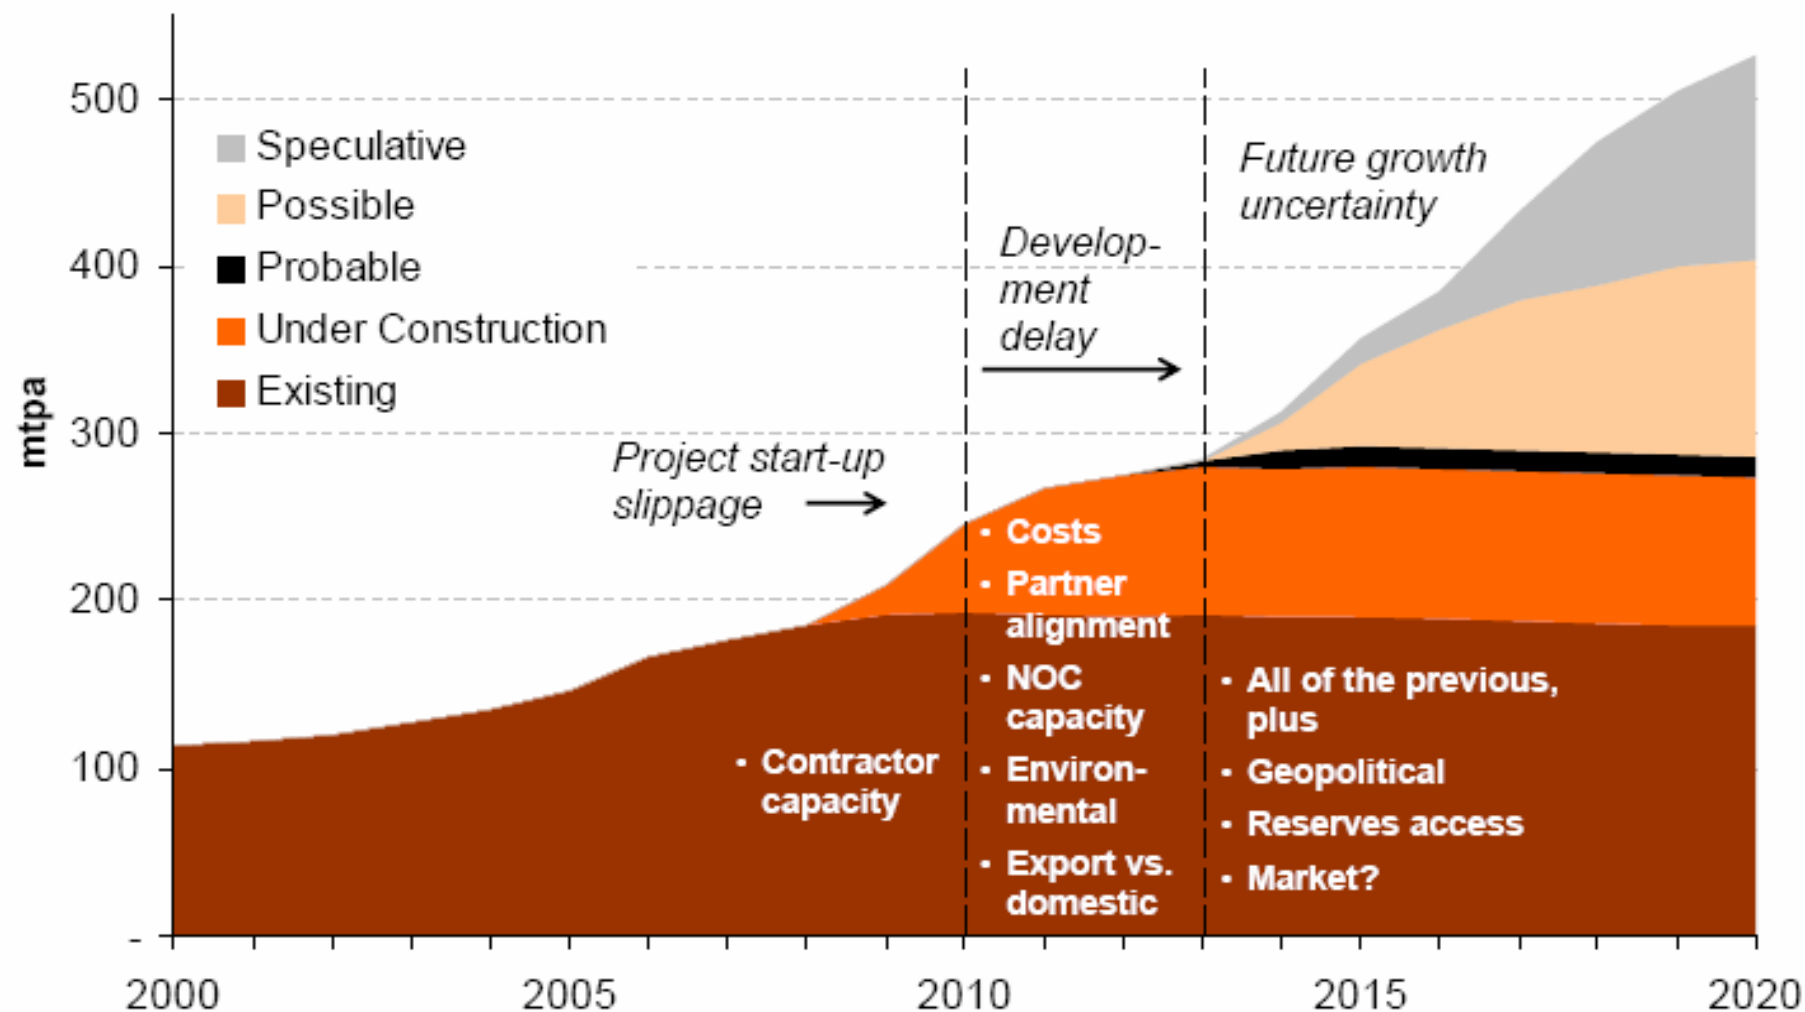 500
400
300
200
100
-
mtpa
Speculative
Possible
Probable
Under Construction
Existing
Project start-up
slippage
Develop-
ment
delay
Future growth
uncertainty
• Contractor
capacity
• Costs
• Partner
alignment
• NOC
capacity
• Environ-
mental
• Export vs.
domestic
• All of the previous,
plus
• Geopolitical
• Reserves access
• Market?
2000
2005
2010
2015
2020